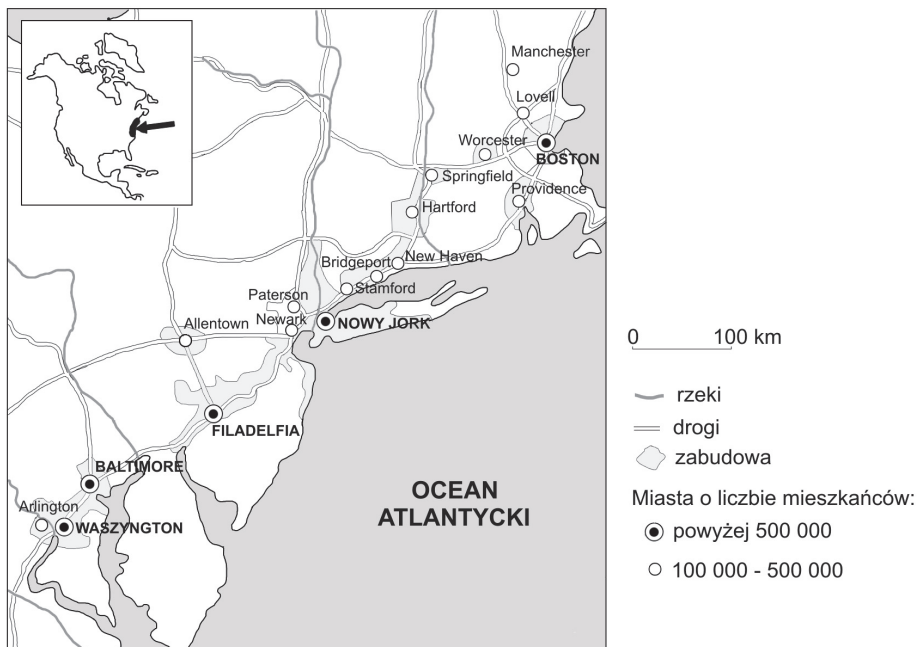 Manchester
Lovell
Worcester
BOSTON
Springfield
Providence
Hartford
New Haven
Bridgeport
Stamford
Paterson
Newark
NOWY JORK
Allentown
FILADELFIA
BALTIMORE
Arlington
WASZYNGTON
OCEAN
ATLANTYCKI
0 100 km
rzeki
drogi
zabudowa
Miasta o liczbie mieszkańców:
powyżej 500 000
100 000 - 500 000